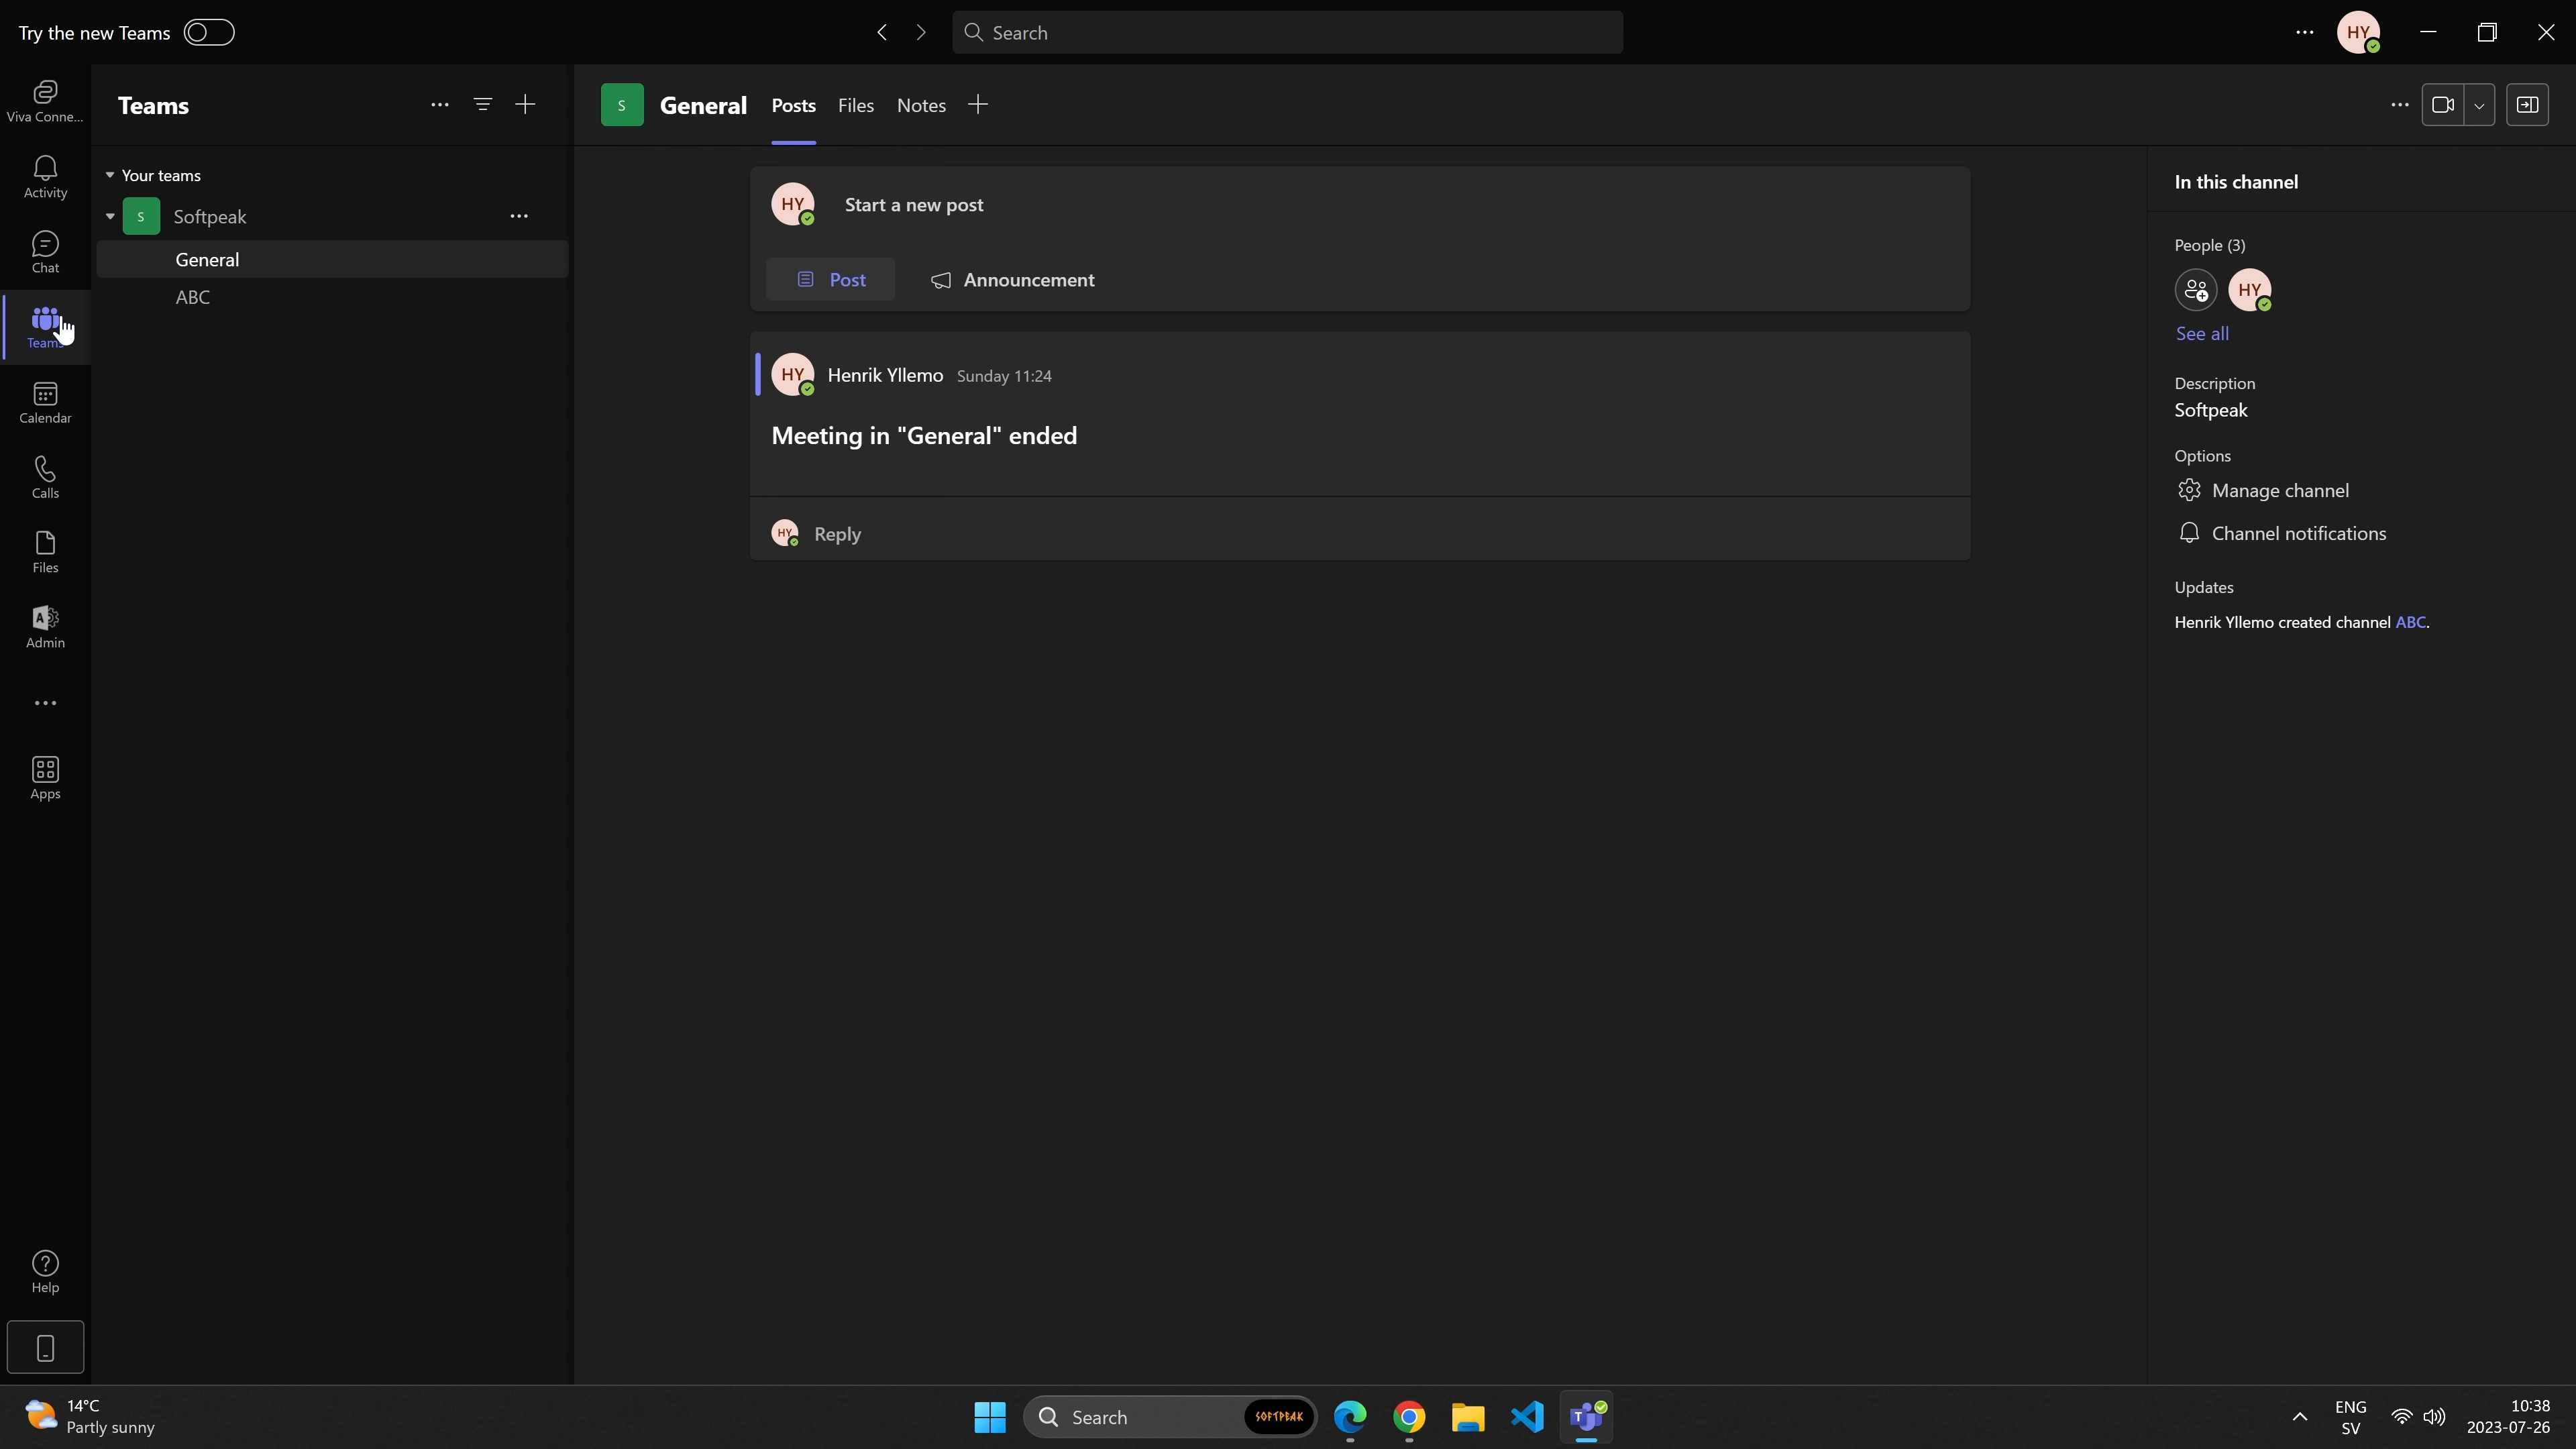 Try the new Teams
Search
HY
Viva Conne...
Activity
Chat
Teams
Calendar
Calls
Files
Admin
Apps
Help
Teams
Your teams
S Softpeak
General
ABC
S General Posts Files Notes
HY Start a new post
Post Announcement
HY Henrik Yllemo Sunday 11:24
Meeting in "General" ended
HY Reply
In this channel
People (3)
HY
See all
Description
Softpeak
Options
Manage channel
Channel notifications
Updates
Henrik Yllemo created channel ABC.
14°C
Partly sunny
Search SOFTPEAK
T
ENG
SV
10:38
2023-07-26